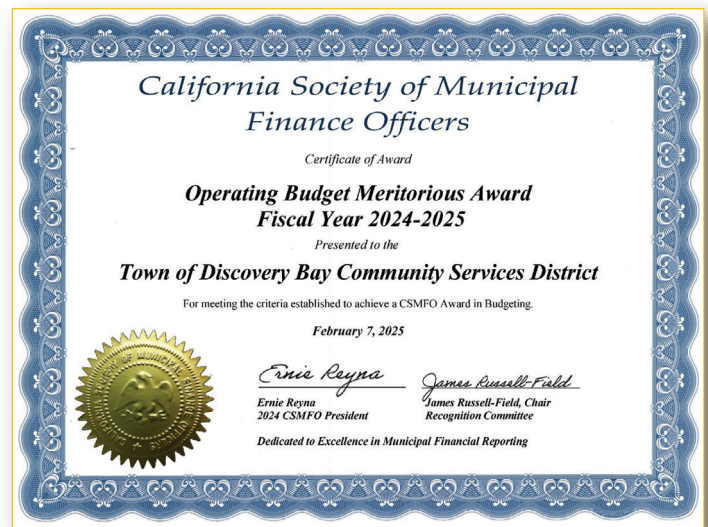 California Society of Municipal
Finance Officers
Certificate of Award
Operating Budget Meritorious Award
Fiscal Year 2024-2025
Presented to the
Town of Discovery Bay Community Services District
For meeting the criteria established to achieve a CSMFO Award in Budgeting.
February 7, 2025
Ernie Reyna
James Russell-Field
Ernie Reyna
James Russell-Field, Chair
2024 CSMFO President
Recognition Committee
Dedicated to Excellence in Municipal Financial Reporting